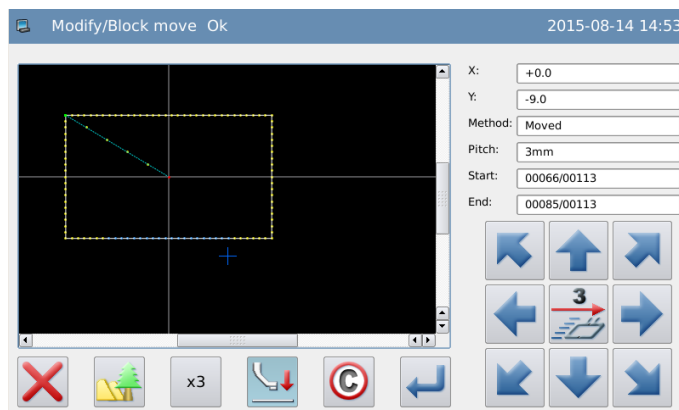 Modify/Block move Ok 2015-08-14 14:53
X: +0.0
Y: -9.0
Method: Moved
Pitch: 3mm
Start: 00066/00113
End: 00085/00113
3
x3
C